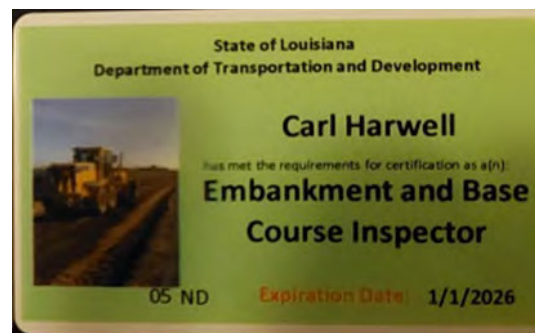 State of Louisiana
Department of Transportation and Development
Carl Harwell
has met the requirements for certification as a(n):
Embankment and Base
Course Inspector
05 ND Expiration Date: 1/1/2026